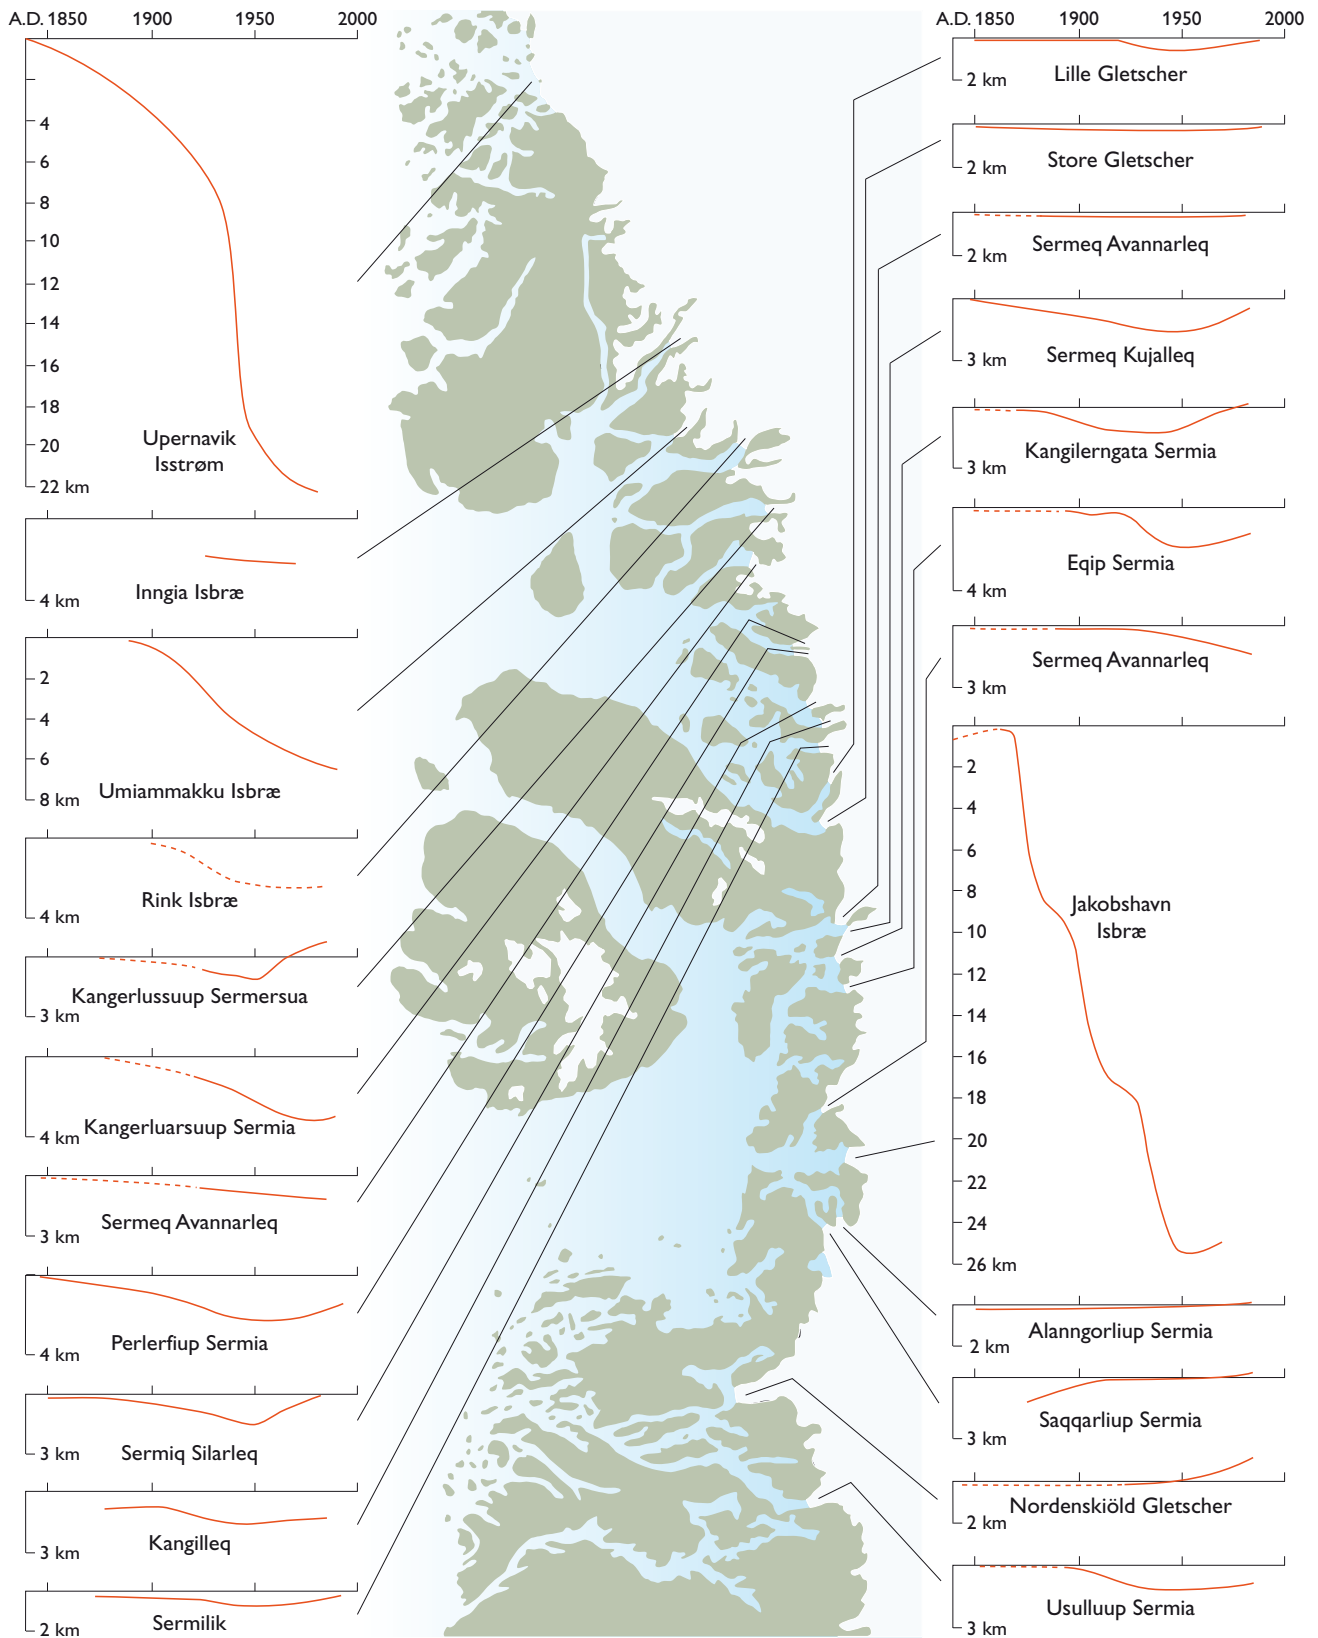 A.D. 1850 1900 1950 2000
4
6
8
10
12
14
16
18
20
22 km
Upernavik
Isstrøm
4 km
Inngia Isbræ
2
4
6
8 km
Umiammakku Isbræ
Rink Isbræ
4 km
Kangerlussuup Sermersua
3 km
Kangerluarsuup Sermia
4 km
Sermeq Avannarleq
3 km
Perlerfiup Sermia
4 km
Sermiq Silarleq
3 km
Kangilleq
3 km
Sermilik
2 km
A.D. 1850 1900 1950 2000
Lille Gletscher
2 km
Store Gletscher
2 km
Sermeq Avannarleq
2 km
Sermeq Kujalleq
3 km
Kangilerngata Sermia
3 km
Eqip Sermia
4 km
Sermeq Avannarleq
3 km
2
4
6
8
10
12
14
16
18
20
22
24
26 km
Jakobshavn
Isbræ
Alanngorliup Sermia
2 km
Saqqarliup Sermia
3 km
Nordenskiöld Gletscher
2 km
Usulluup Sermia
3 km